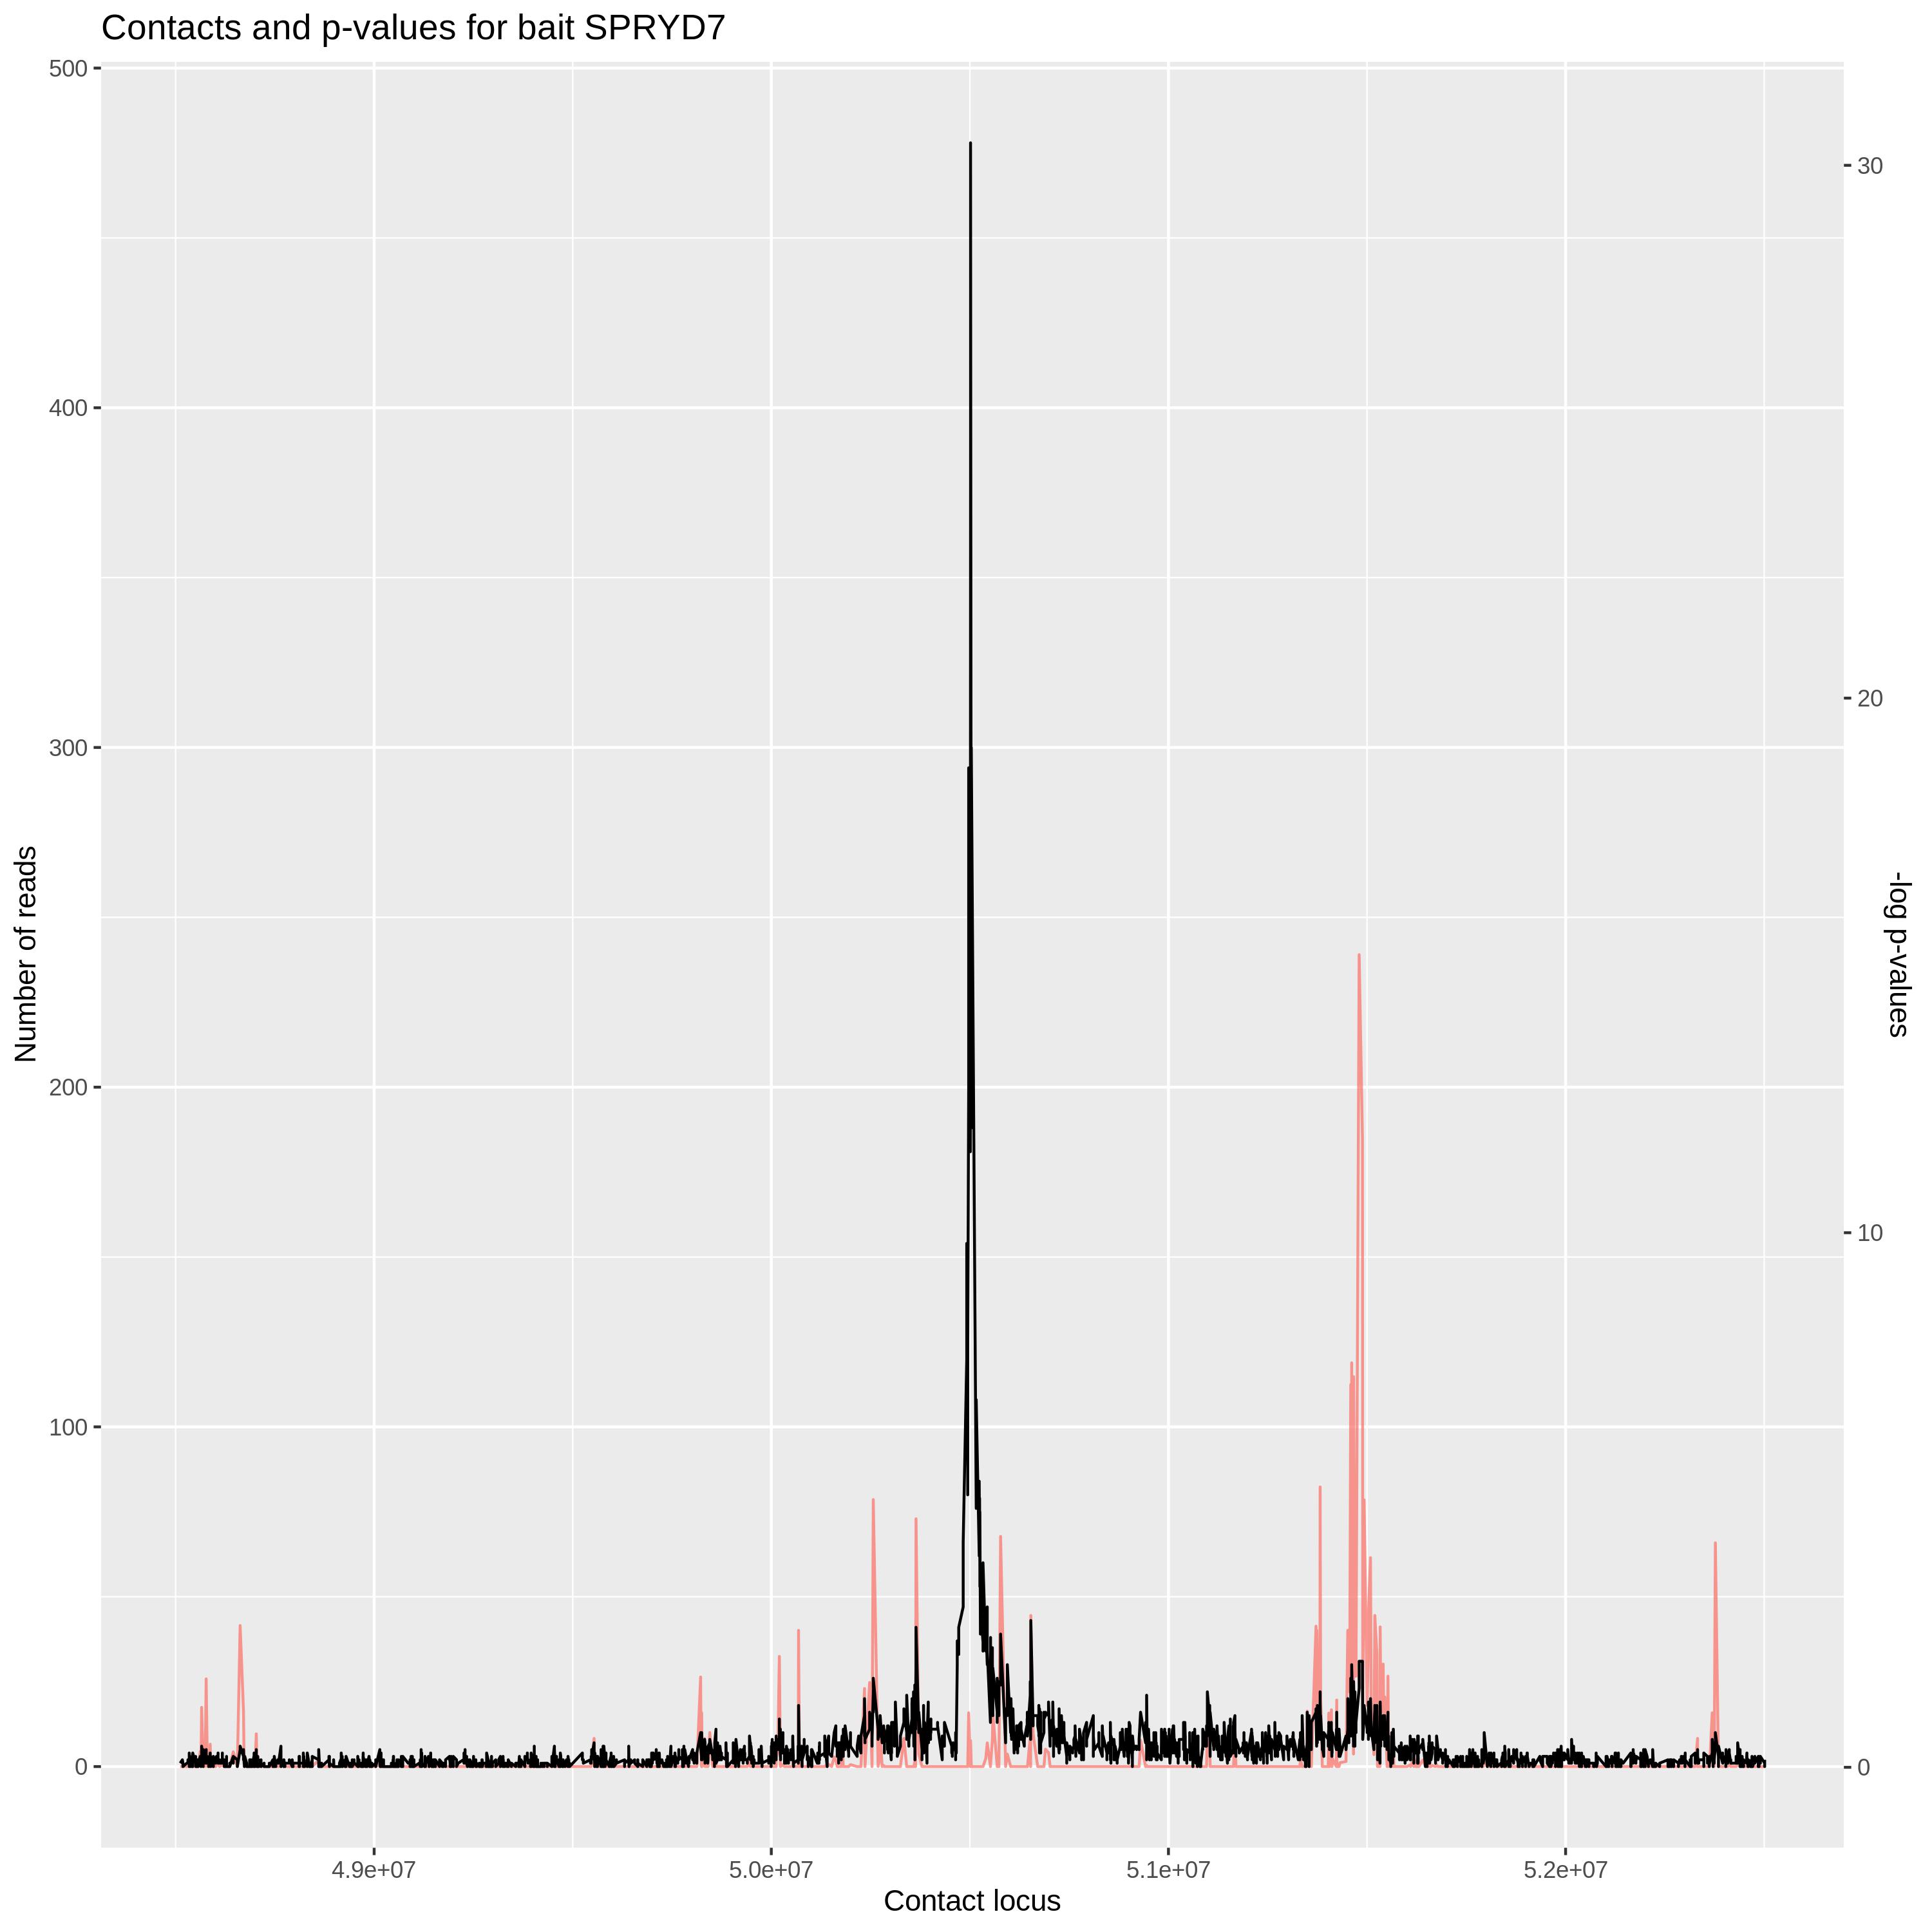 Contacts and p-values for bait SPRYD7
500
400
300
200
100
0
Number of reads
30
20
10
0
-log p-values
4.9e+07
5.0e+07
5.1e+07
5.2e+07
Contact locus